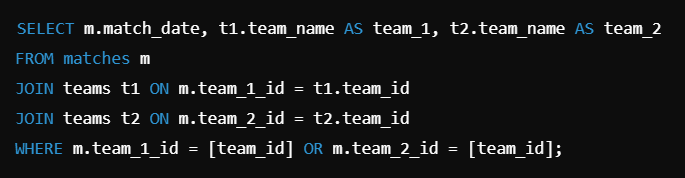 SELECT m.match_date, t1.team_name AS team_1, t2.team_name AS team_2
FROM matches m
JOIN teams t1 ON m.team_1_id = t1.team_id
JOIN teams t2 ON m.team_2_id = t2.team_id
WHERE m.team_1_id = [team_id] OR m.team_2_id = [team_id];